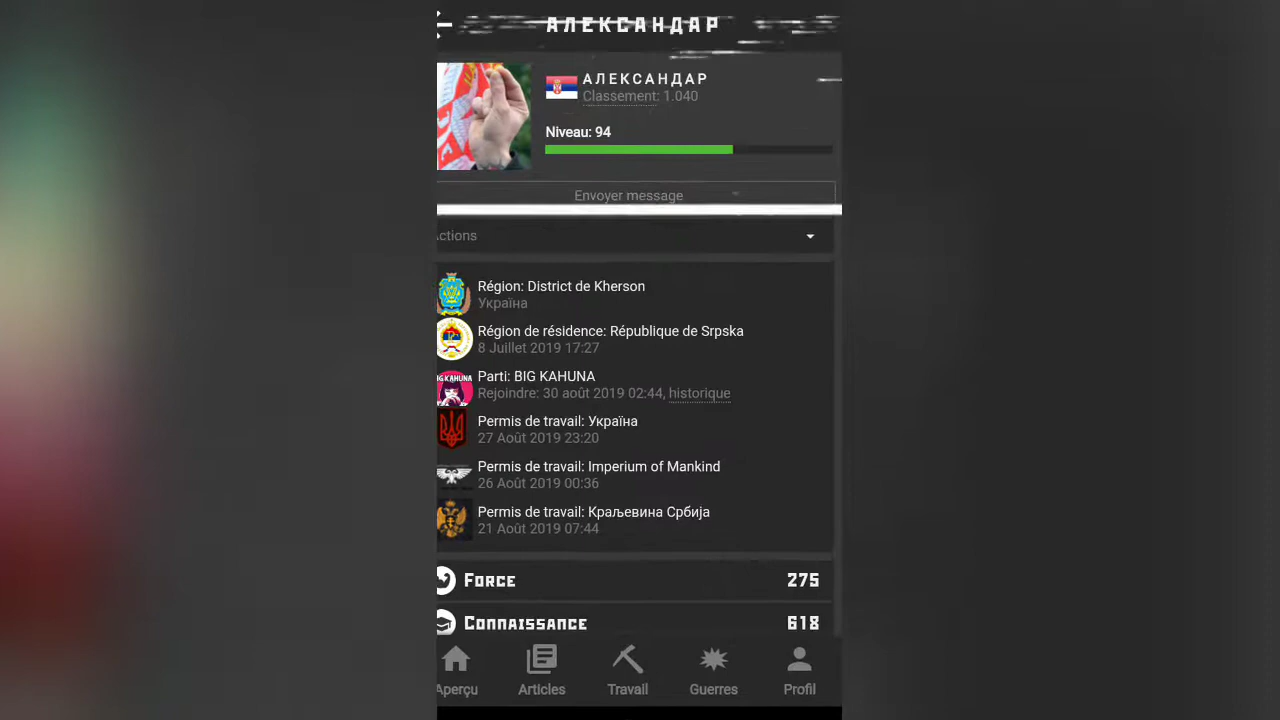 АЛЕКСАНДАР
АЛЕКСАНДАР
Classement: 1.040
Niveau: 94
Envoyer message
Actions
Région: District de Kherson
Україна
Région de résidence: République de Srpska
8 Juillet 2019 17:27
BIG KAHUNA
Parti: BIG KAHUNA
Rejoindre: 30 août 2019 02:44, historique
Permis de travail: Україна
27 Août 2019 23:20
Permis de travail: Imperium of Mankind
26 Août 2019 00:36
Permis de travail: Краљевина Србија
21 Août 2019 07:44
Force 275
Connaissance 618
Aperçu Articles Travail Guerres Profil